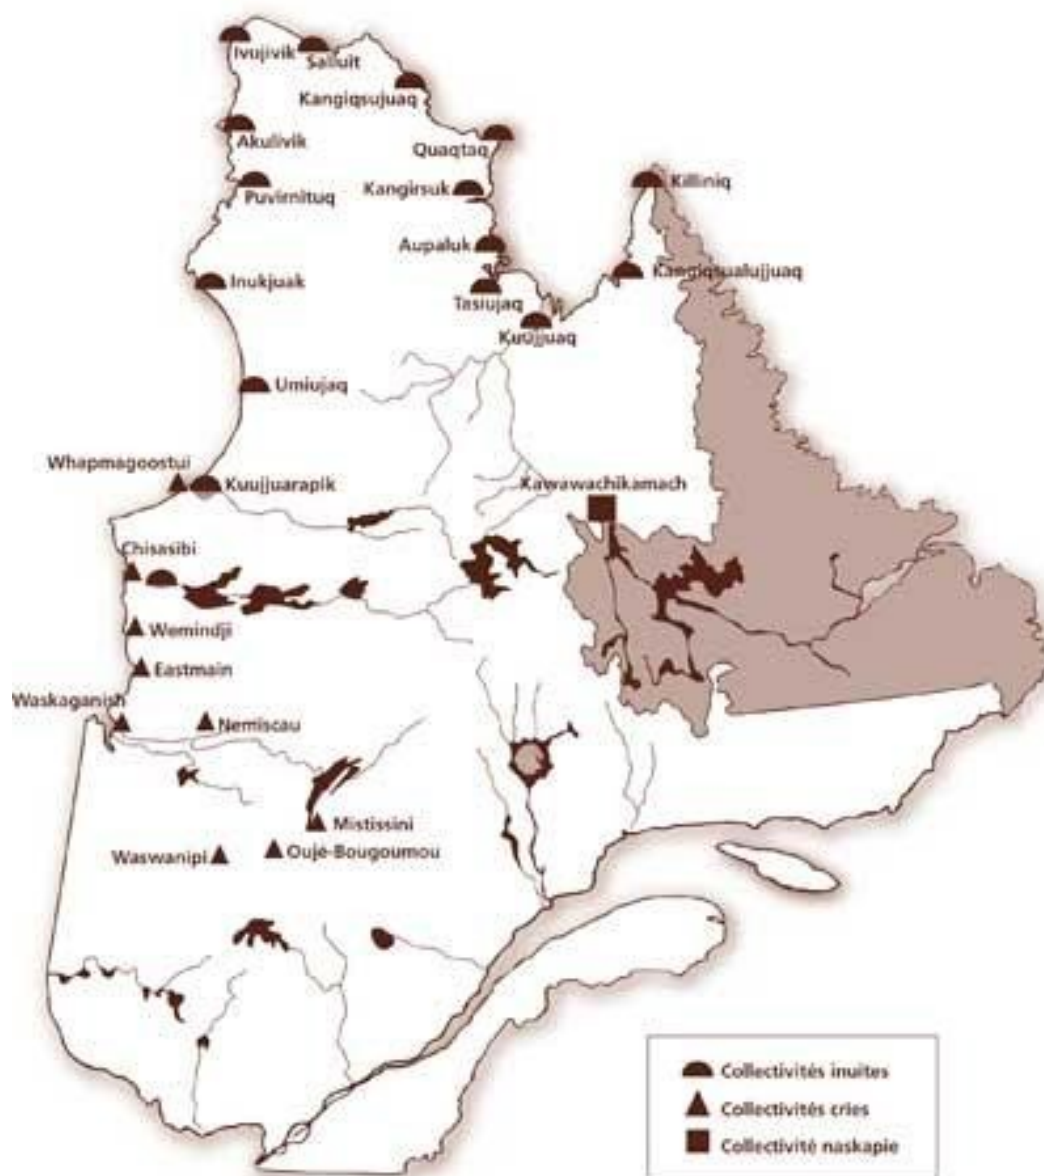 Ivujivik
Salluit
Kangiqsujuaq
Akulivik
Quaqtaq
Puvirnituq
Kangirsuk
Killiniq
Aupaluk
Inukjuak
Kangiqsualujjuaq
Tasiujaq
Kuujjuaq
Umiujaq
Whapmagoostui
Kuujjuarapik
Kawawachikamach
Chisasibi
Wemindji
Eastmain
Waskaganish
Nemiscau
Mistissini
Waswanipi
Oujé-Bougoumou
Collectivités inuites
Collectivités cries
Collectivité naskapie